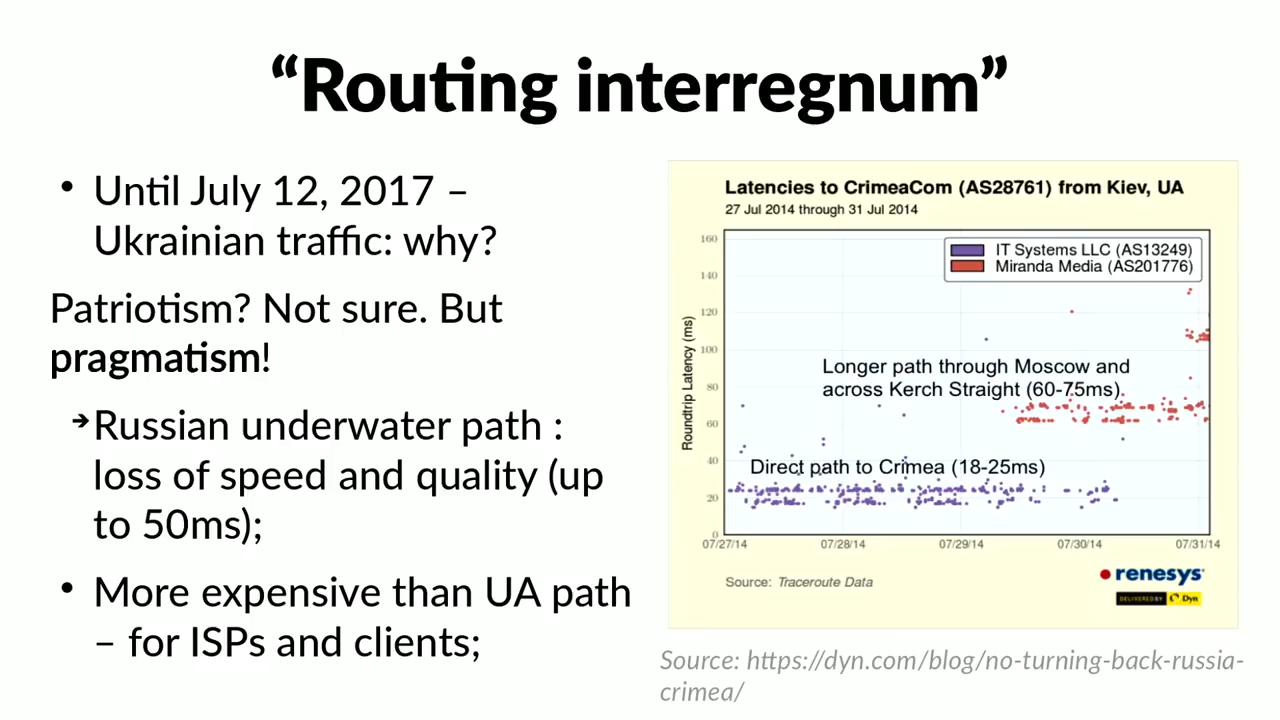 “Routing interregnum”
• Until July 12, 2017 –
Ukrainian traffic: why?
Patriotism? Not sure. But
pragmatism!
➔Russian underwater path :
loss of speed and quality (up
to 50ms);
• More expensive than UA path
– for ISPs and clients;
Latencies to CrimeaCom (AS28761) from Kiev, UA
27 Jul 2014 through 31 Jul 2014
IT Systems LLC (AS13249)
Miranda Media (AS201776)
Roundtrip Latency (ms)
160
140
120
100
80
60
40
20
0
Longer path through Moscow and
across Kerch Straight (60-75ms).
Direct path to Crimea (18-25ms)
07/27/14 07/28/14 07/29/14 07/30/14 07/31/14
Source: Traceroute Data
renesys
DELIVERED BY Dyn
Source: https://dyn.com/blog/no-turning-back-russia-
crimea/